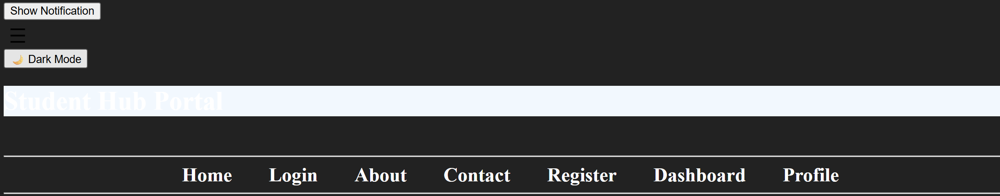 Show Notification
☰
🌙 Dark Mode
Student Hub Portal
Home Login About Contact Register Dashboard Profile